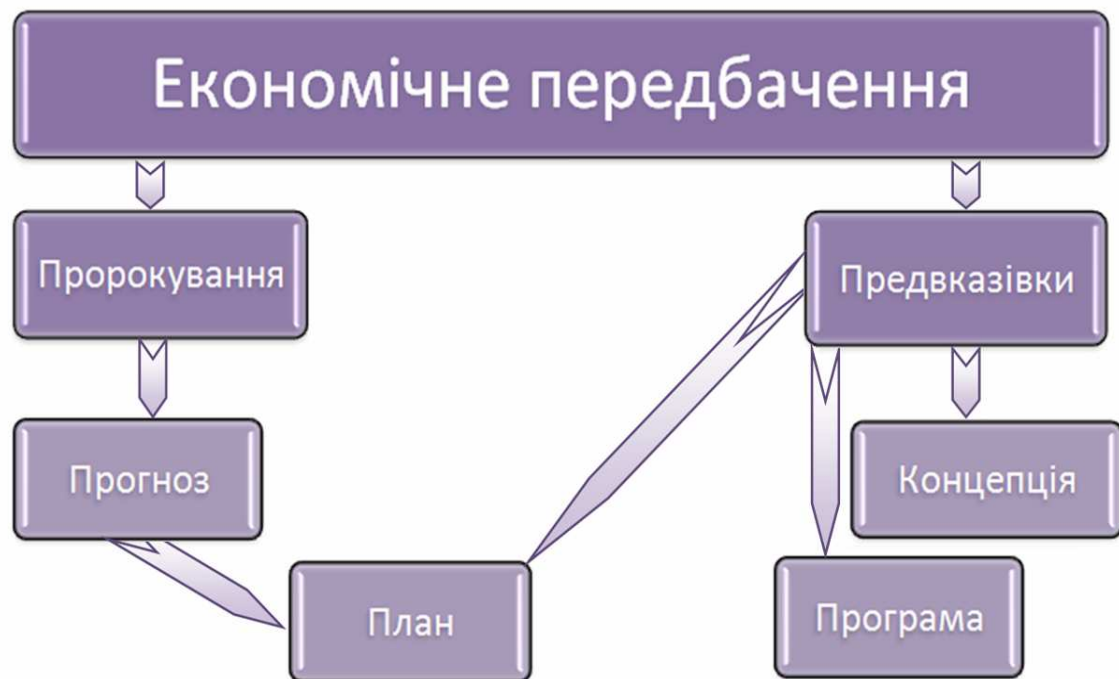 Економічне передбачення
Пророкування
Предвказівки
Прогноз
Концепція
План
Програма